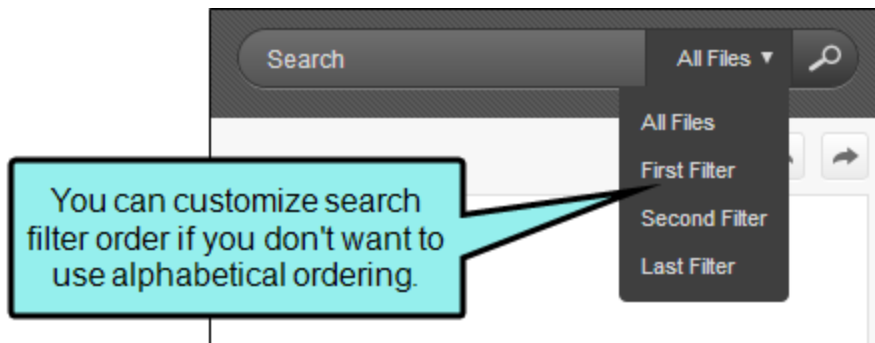 Search
All Files ▼
All Files
First Filter
Second Filter
Last Filter
You can customize search
filter order if you don't want to
use alphabetical ordering.